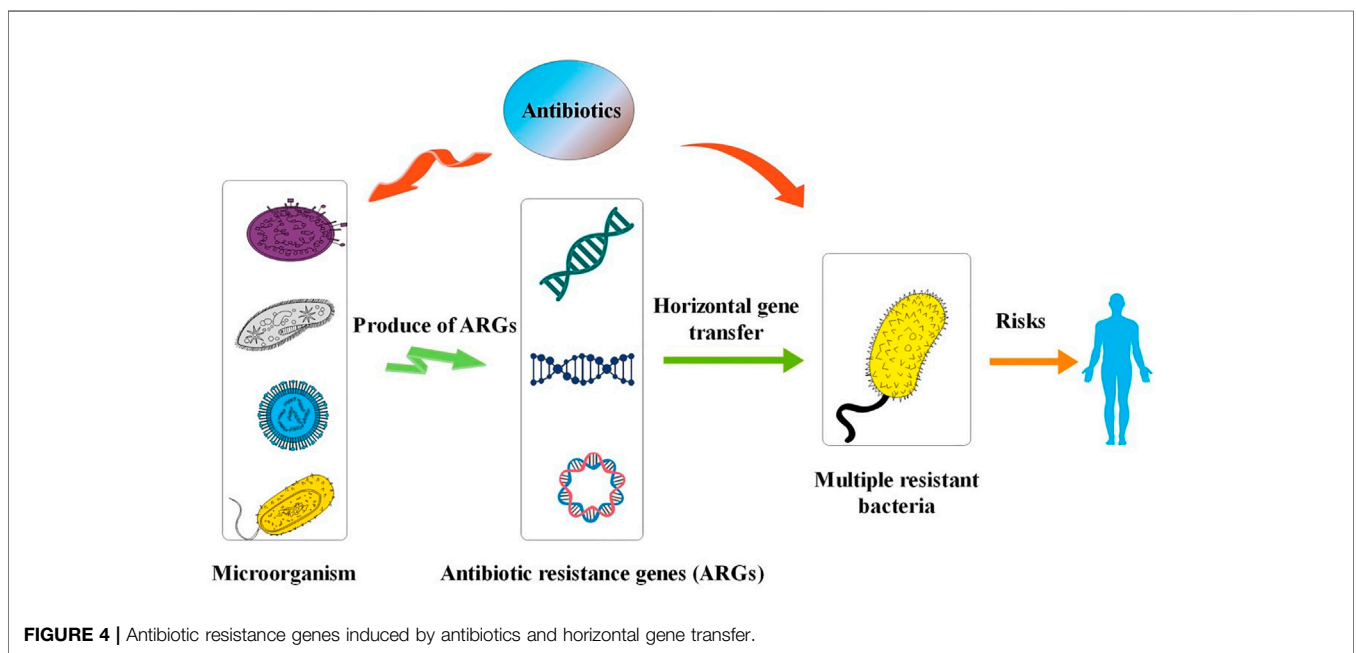 Antibiotics
Produce of ARGs
Horizontal gene
transfer
Risks
Multiple resistant
bacteria
Microorganism
Antibiotic resistance genes (ARGs)
FIGURE 4 | Antibiotic resistance genes induced by antibiotics and horizontal gene transfer.